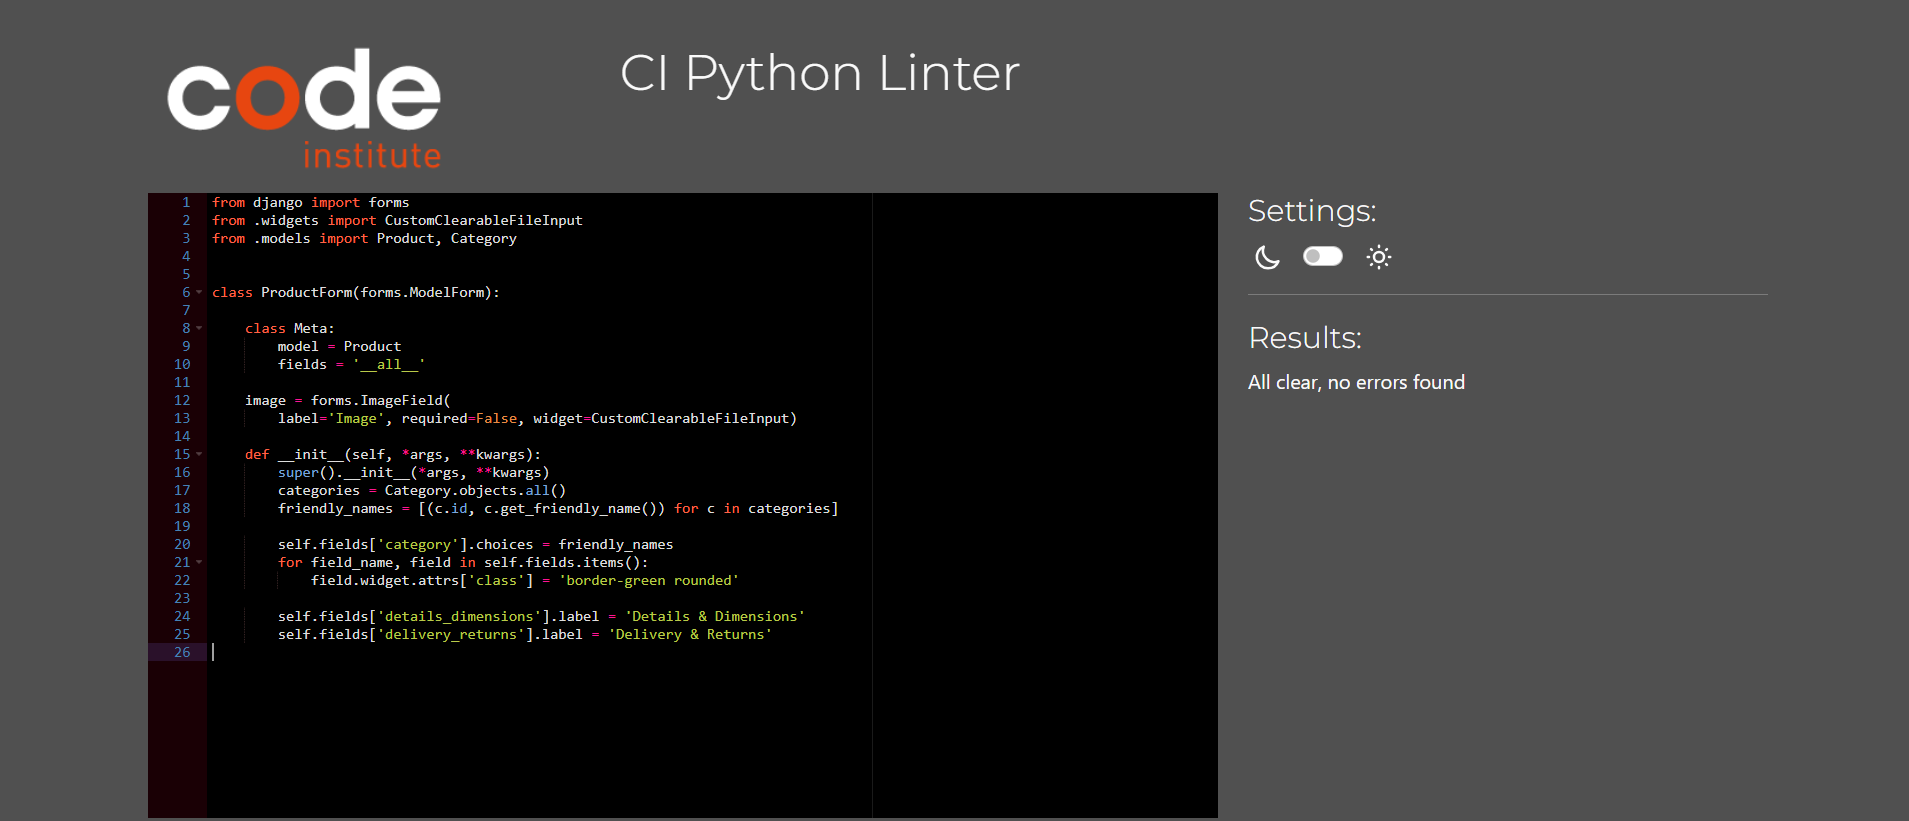 code
institute
CI Python Linter
1 from django import forms
2 from .widgets import CustomClearableFileInput
3 from .models import Product, Category
4
5
6 class ProductForm(forms.ModelForm):
7
8     class Meta:
9         model = Product
10         fields = '__all__'
11
12     image = forms.ImageField(
13         label='Image', required=False, widget=CustomClearableFileInput)
14
15     def __init__(self, *args, **kwargs):
16         super().__init__(*args, **kwargs)
17         categories = Category.objects.all()
18         friendly_names = [(c.id, c.get_friendly_name()) for c in categories]
19
20         self.fields['category'].choices = friendly_names
21         for field_name, field in self.fields.items():
22             field.widget.attrs['class'] = 'border-green rounded'
23
24         self.fields['details_dimensions'].label = 'Details & Dimensions'
25         self.fields['delivery_returns'].label = 'Delivery & Returns'
26
Settings:
Results:
All clear, no errors found